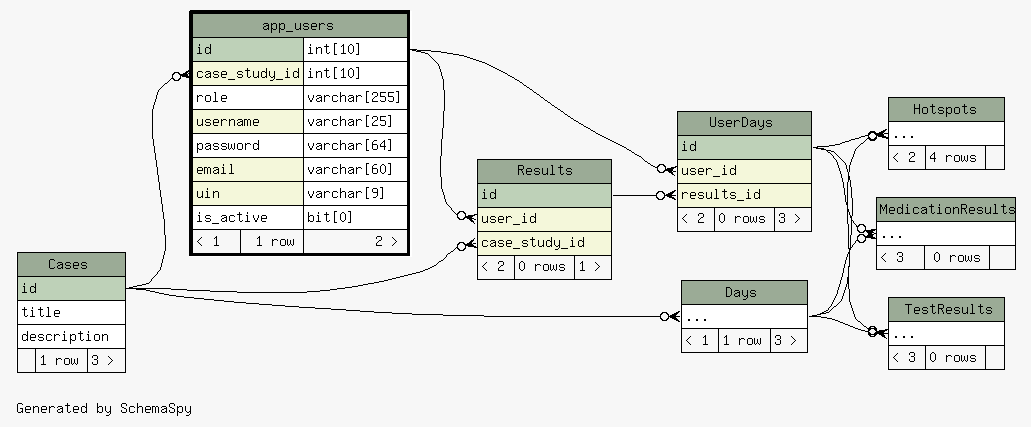 app_users
id int[10]
case_study_id int[10]
role varchar[255]
username varchar[25]
password varchar[64]
email varchar[60]
uin varchar[9]
is_active bit[0]
< 1 1 row 2 >
Cases
id
title
description
1 row 3 >
Results
id
user_id
case_study_id
< 2 0 rows 1 >
UserDays
id
user_id
results_id
< 2 0 rows 3 >
Days
...
< 1 1 row 3 >
Hotspots
...
< 2 4 rows
MedicationResults
...
< 3 0 rows
TestResults
...
< 3 0 rows
Generated by SchemaSpy